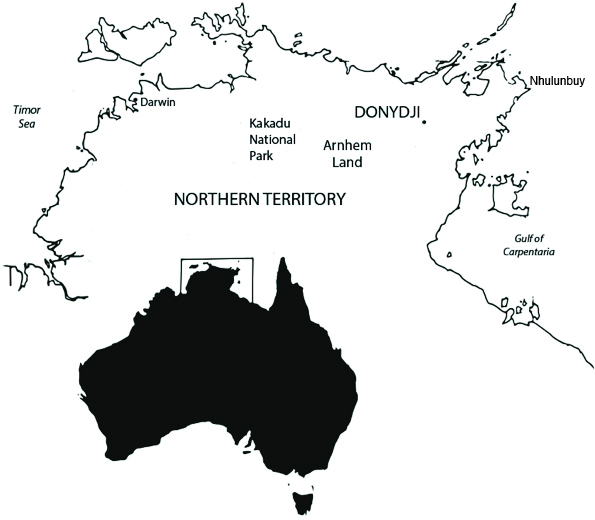 Nhulunbuy
Darwin
Timor
Sea
DONYDJI
Kakadu
National
Park
Arnhem
Land
NORTHERN TERRITORY
Gulf of
Carpentaria